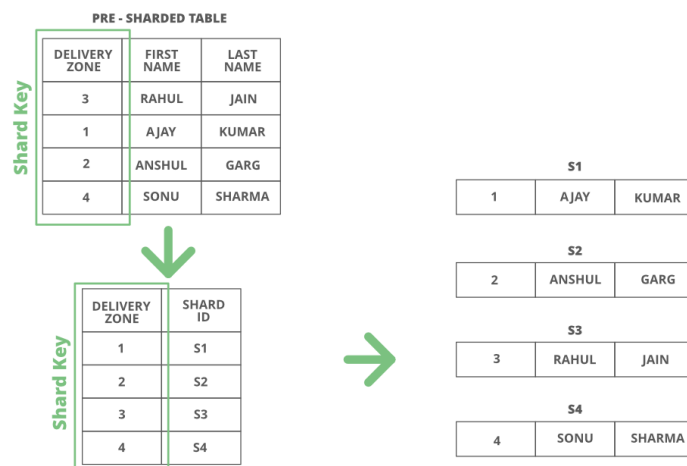 PRE - SHARDED TABLE
Shard Key
DELIVERY ZONE FIRST NAME LAST NAME
3 RAHUL JAIN
1 AJAY KUMAR
2 ANSHUL GARG
4 SONU SHARMA
Shard Key
DELIVERY ZONE SHARD ID
1 S1
2 S2
3 S3
4 S4
S1
1 AJAY KUMAR
S2
2 ANSHUL GARG
S3
3 RAHUL JAIN
S4
4 SONU SHARMA